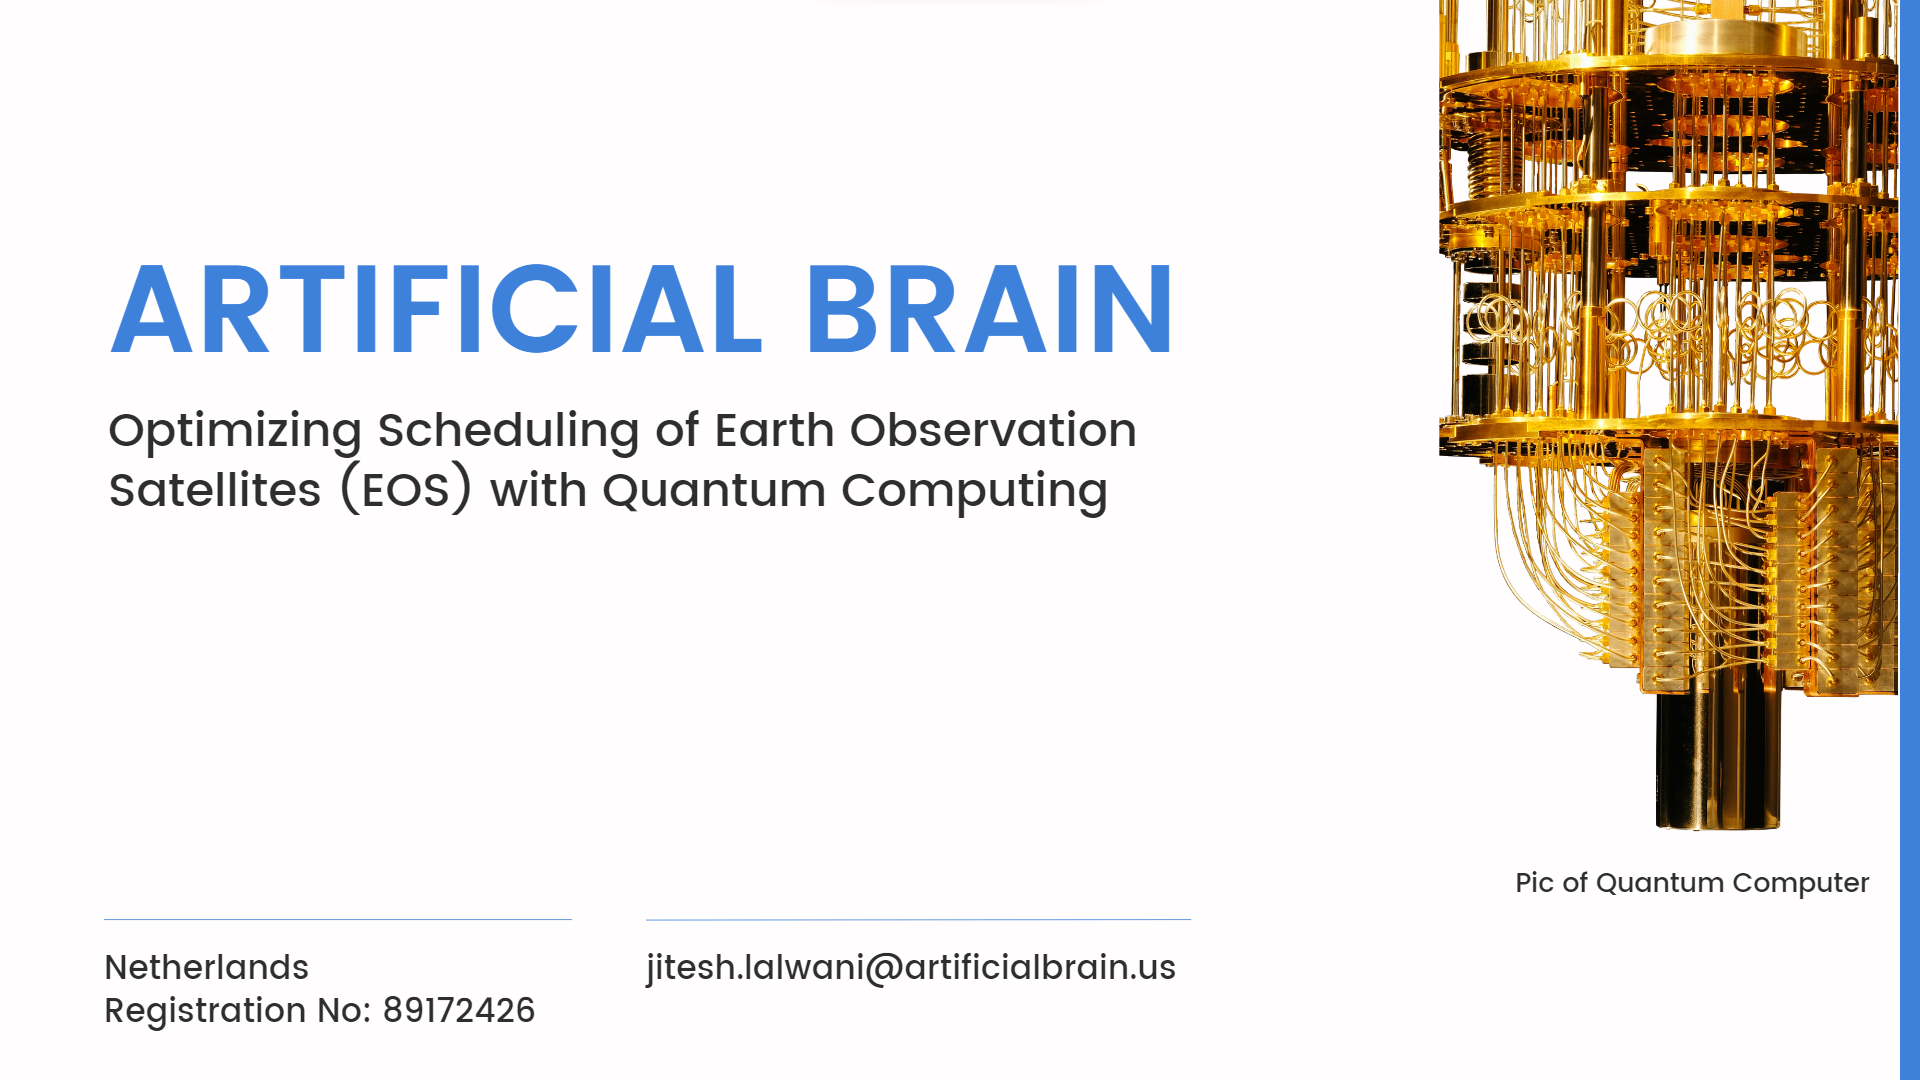 ARTIFICIAL BRAIN
Optimizing Scheduling of Earth Observation
Satellites (EOS) with Quantum Computing
Pic of Quantum Computer
Netherlands
Registration No: 89172426
jitesh.lalwani@artificialbrain.us